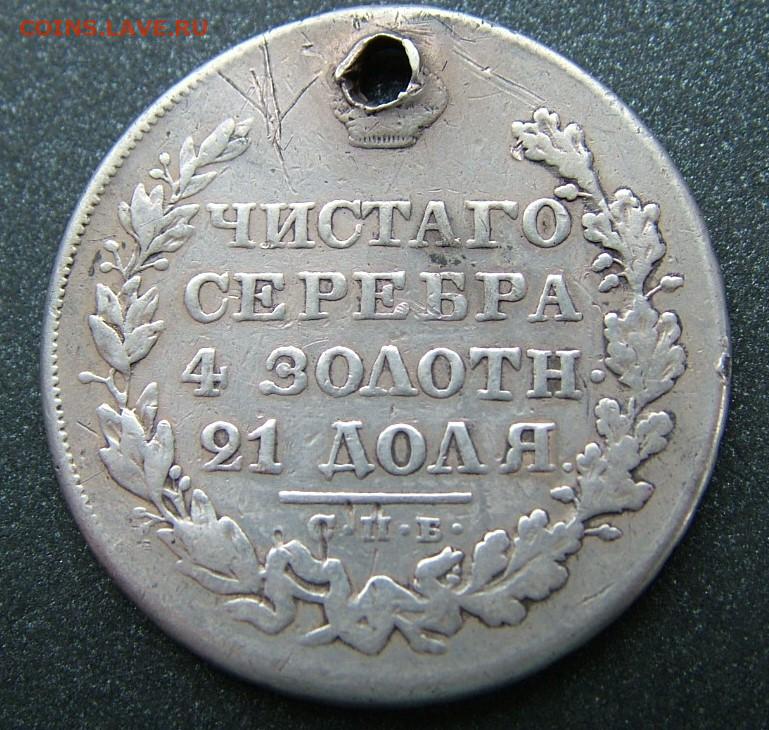 COINS.LAVE.RU
ЧИСТАГО
СЕРЕБРА
4 ЗОЛОТН.
21 ДОЛЯ.
С.П.Б.